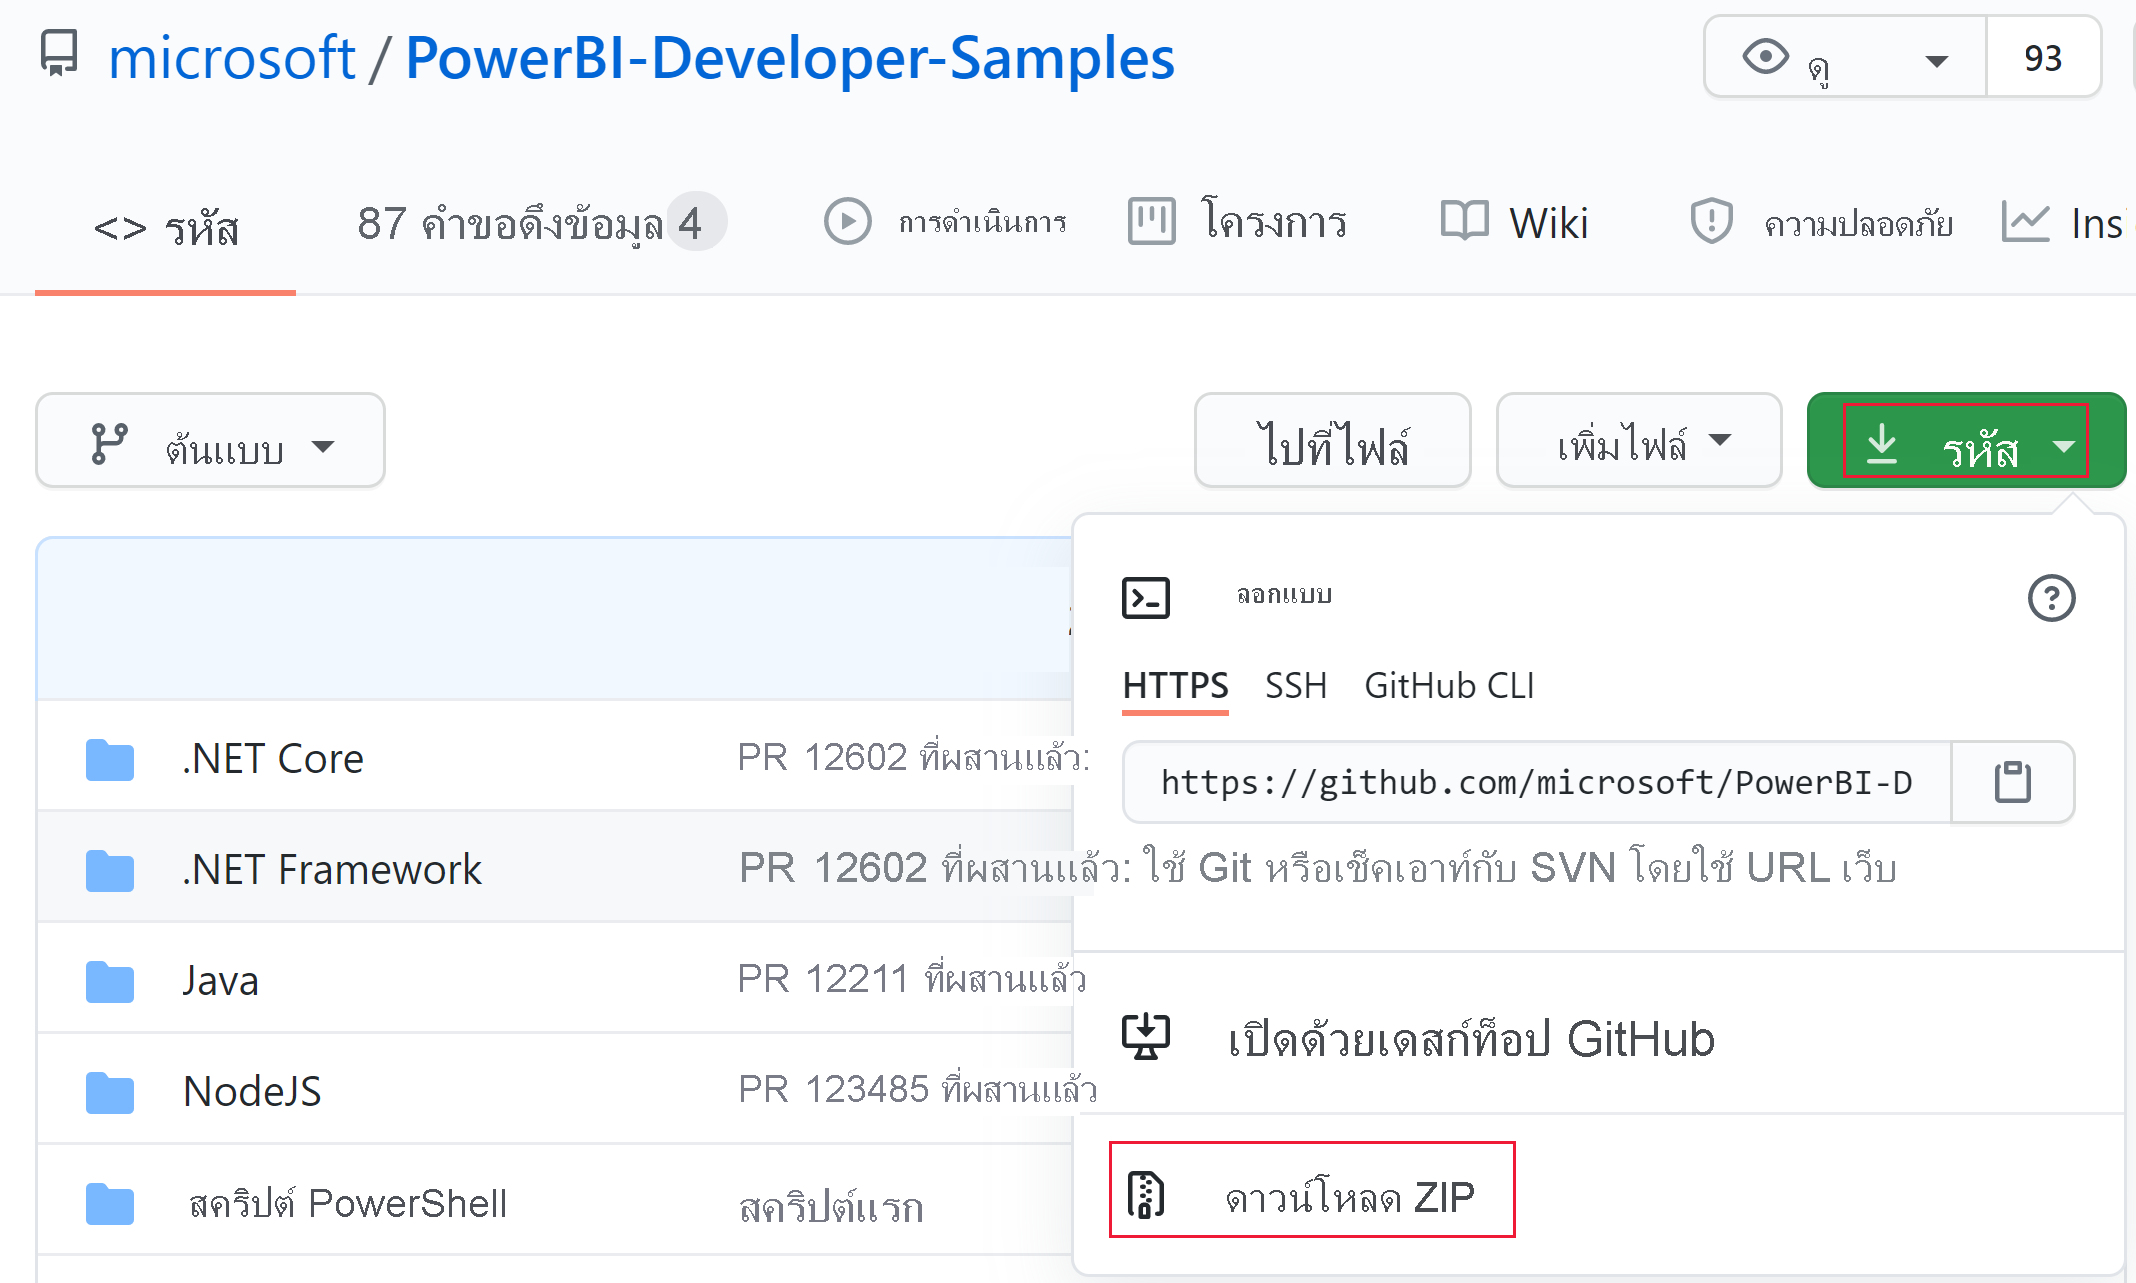 microsoft / PowerBI-Developer-Samples
ดู 93
<> รหัส 87 คำขอดึงข้อมูล 4 การดำเนินการ โครงการ Wiki ความปลอดภัย Ins
ต้นแบบ ไปที่ไฟล์ เพิ่มไฟล์ รหัส
ลอกแบบ
HTTPS SSH GitHub CLI
.NET Core PR 12602 ที่ผสานแล้ว: https://github.com/microsoft/PowerBI-D
.NET Framework PR 12602 ที่ผสานแล้ว: ใช้ Git หรือเช็คเอาท์กับ SVN โดยใช้ URL เว็บ
Java PR 12211 ที่ผสานแล้ว
เปิดด้วยเดสก์ท็อป GitHub
NodeJS PR 123485 ที่ผสานแล้ว
สคริปต์ PowerShell สคริปต์แรก ดาวน์โหลด ZIP